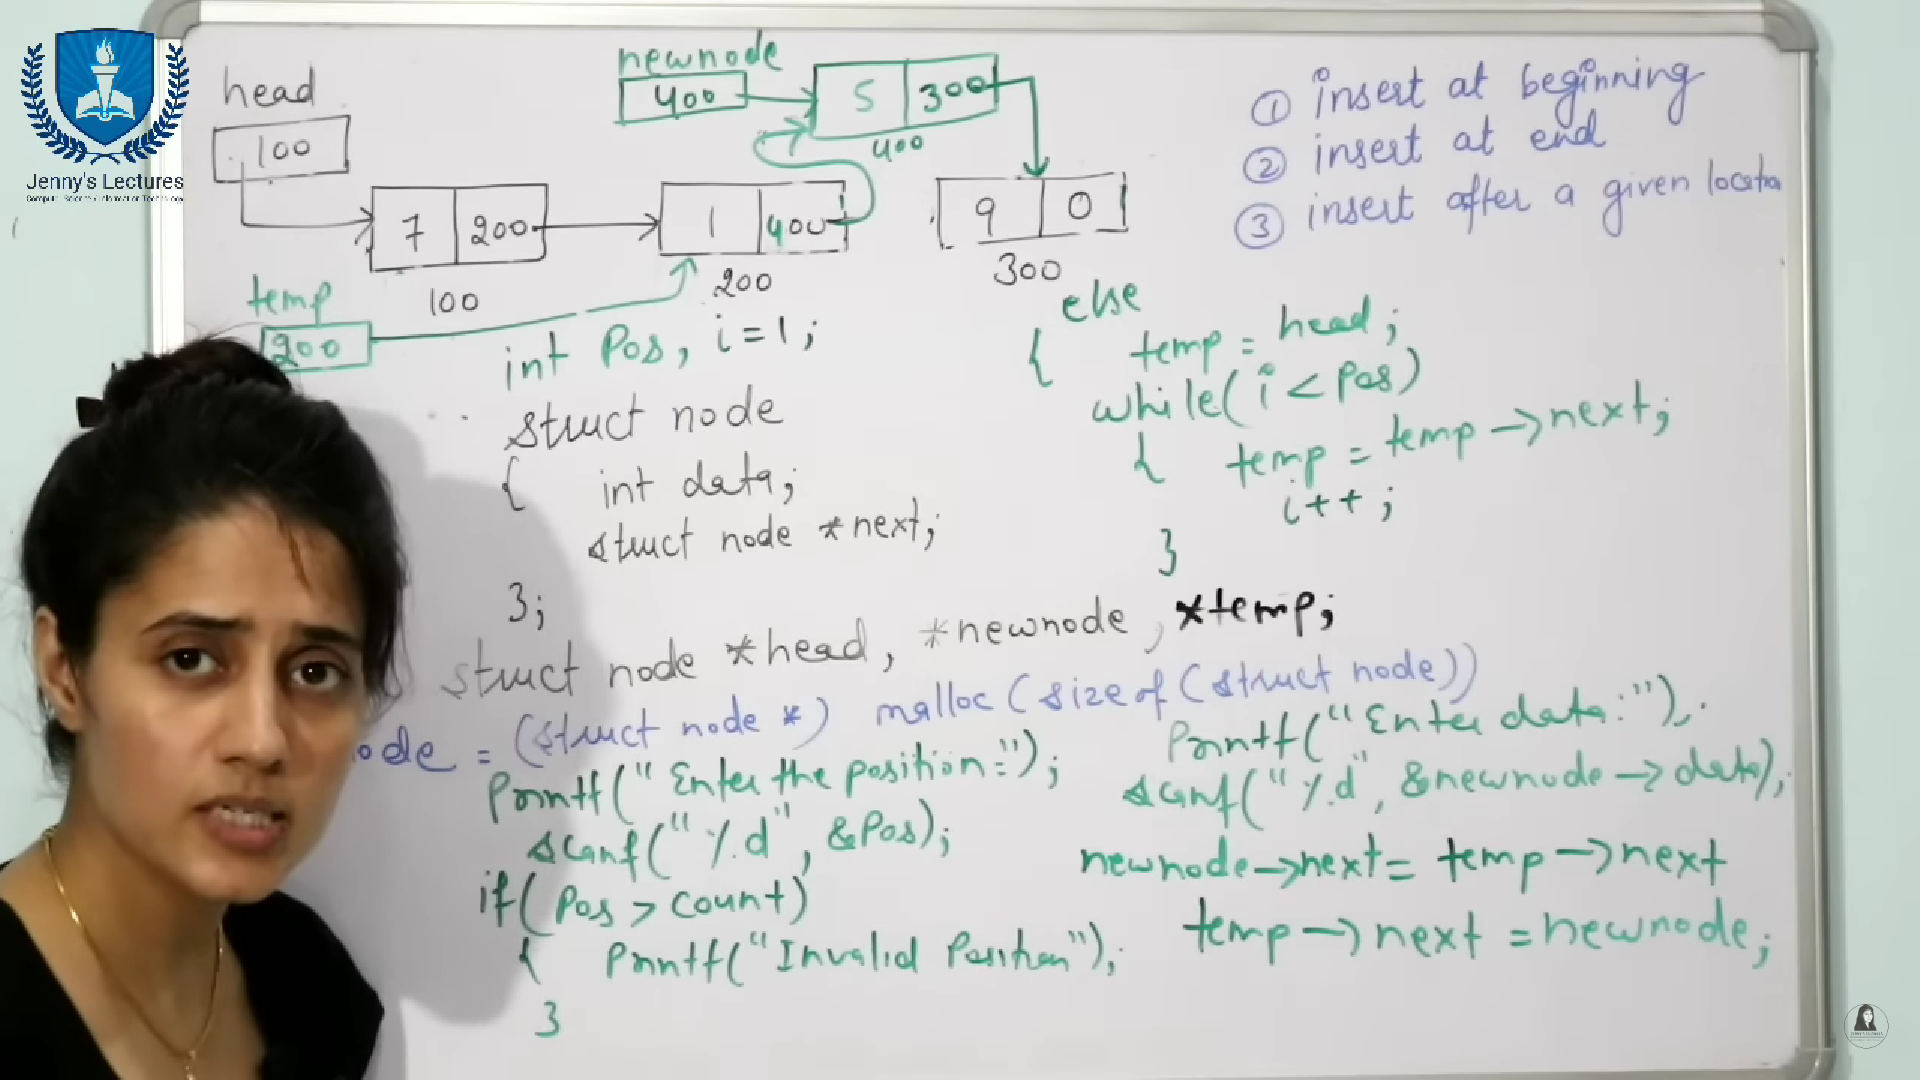 Jenny's Lectures
head
100
7 200
100
temp
200
newnode
400
5 300
400
1 400
200
9 0
300
① insert at beginning
② insert at end
③ insert after a given locatio
int Pos, i=1;
struct node
{ int data;
struct node *next;
};
struct node *head, *newnode, *temp;
ode = (struct node *) malloc(sizeof(struct node))
Printf("Enter the position:");
scanf("%d", &Pos);
if( Pos > count)
{ Printf("Invalid Position");
}
else
{ temp = head;
while( i < pos)
{ temp = temp->next;
i++;
}
Printf("Enter data:");
scanf("%d", &newnode->data);
newnode->next = temp->next
temp->next = newnode;